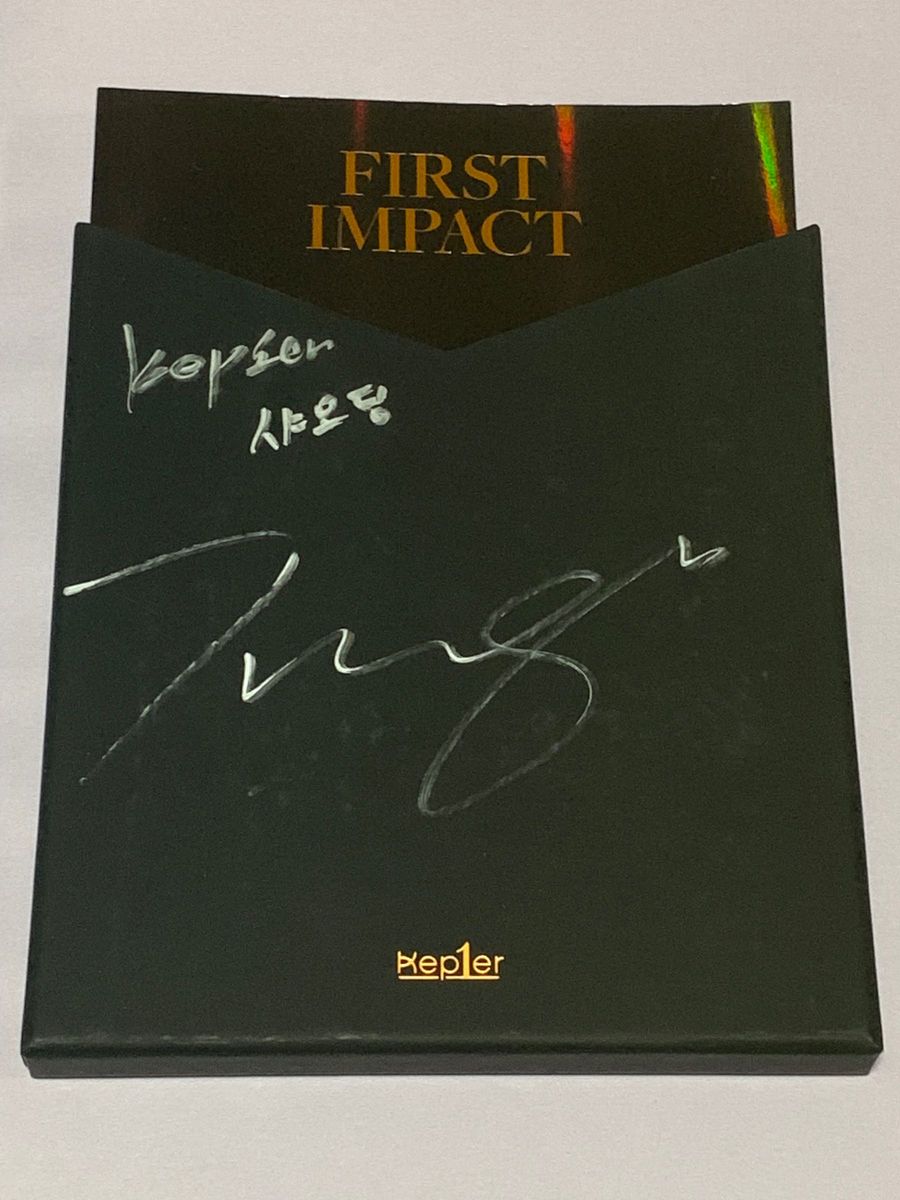 FIRST
IMPACT
Kep1er
샤오팅
Kep1er